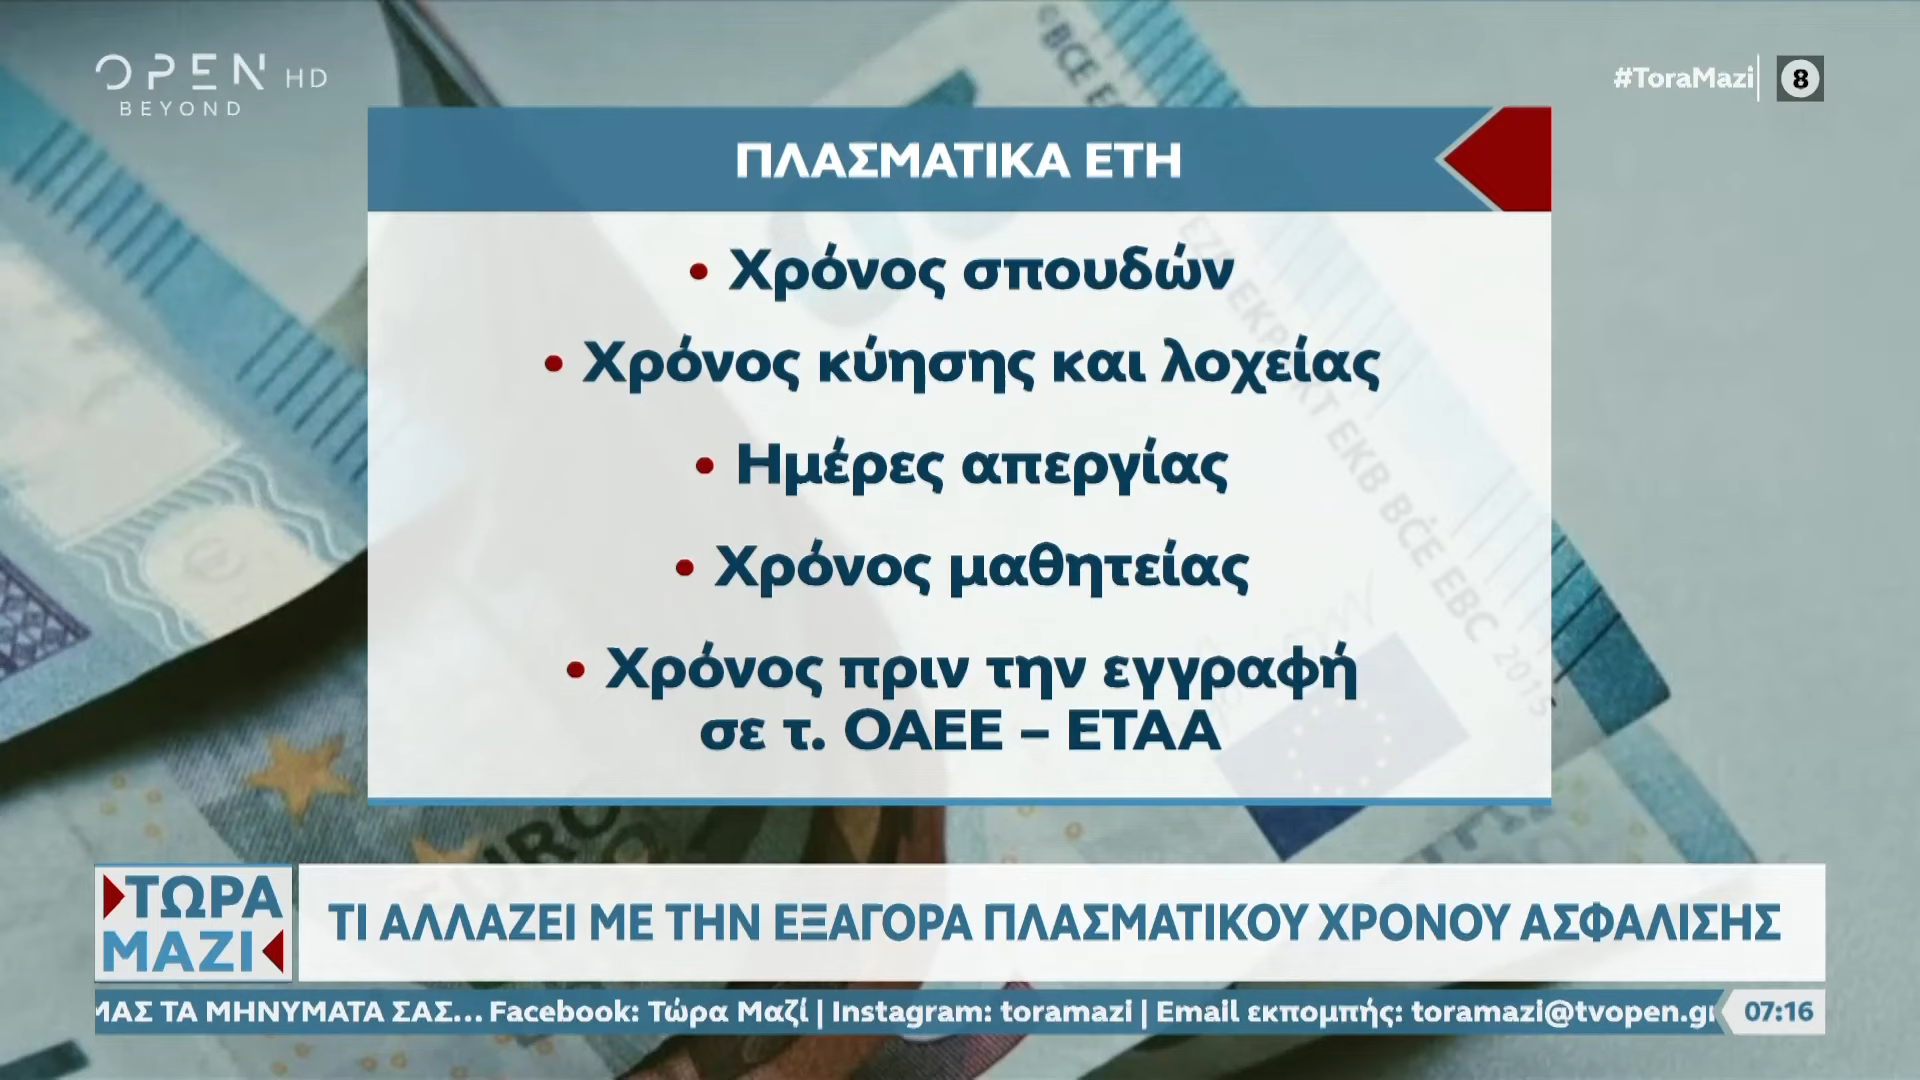 OPEN HD
BEYOND
#ToraMazi
8
ΠΛΑΣΜΑΤΙΚΑ ΕΤΗ
• Χρόνος σπουδών
• Χρόνος κύησης και λοχείας
• Ημέρες απεργίας
• Χρόνος μαθητείας
• Χρόνος πριν την εγγραφή
σε τ. ΟΑΕΕ – ΕΤΑΑ
ΤΩΡΑ
ΜΑΖΙ
ΤΙ ΑΛΛΑΖΕΙ ΜΕ ΤΗΝ ΕΞΑΓΟΡΑ ΠΛΑΣΜΑΤΙΚΟΥ ΧΡΟΝΟΥ ΑΣΦΑΛΙΣΗΣ
ΜΑΣ ΤΑ ΜΗΝΥΜΑΤΑ ΣΑΣ... Facebook: Τώρα Μαζί | Instagram: toramazi | Email εκπομπής: toramazi@tvopen.gr
07:16